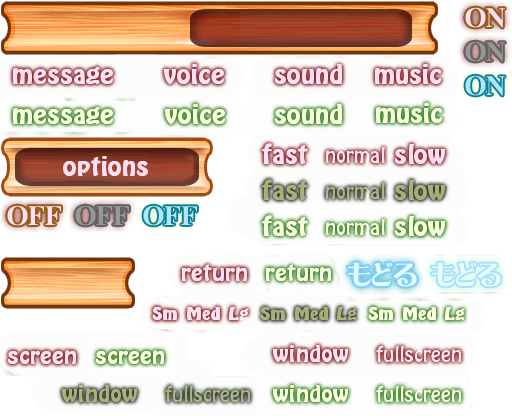 ON
ON
message voice sound music
ON
message voice sound music
options
fast normal slow
fast normal slow
OFF OFF OFF
fast normal slow
return return もどる もどる
Sm Med Lg Sm Med Lg Sm Med Lg
screen screen window fullscreen
window fullscreen window fullscreen